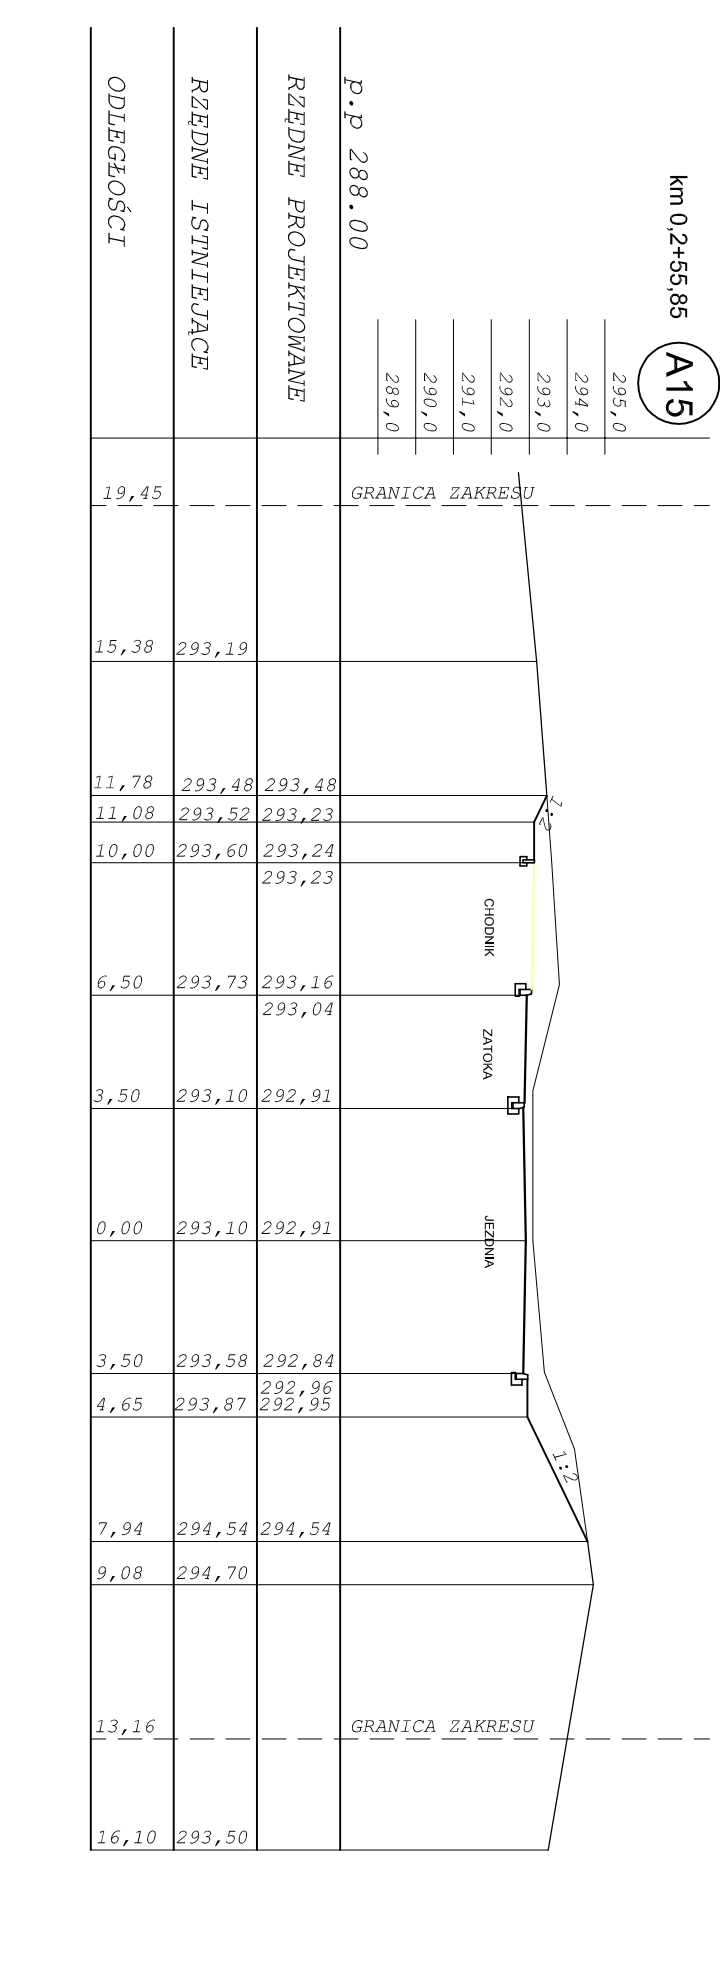 km 0,2+55,85
A15
295,0
294,0
293,0
292,0
291,0
290,0
289,0
p.p 288.00
RZĘDNE PROJEKTOWANE
RZĘDNE ISTNIEJĄCE
ODLEGŁOŚCI
19,45 GRANICA ZAKRESU
15,38 293,19
11,78 293,48 293,48
1:2
11,08 293,52 293,23
10,00 293,60 293,24
293,23
CHODNIK
6,50 293,73 293,16
293,04
ZATOKA
3,50 293,10 292,91
0,00 293,10 292,91
JEZDNIA
3,50 293,58 292,84
292,96
4,65 293,87 292,95
1:2
7,94 294,54 294,54
9,08 294,70
13,16 GRANICA ZAKRESU
16,10 293,50